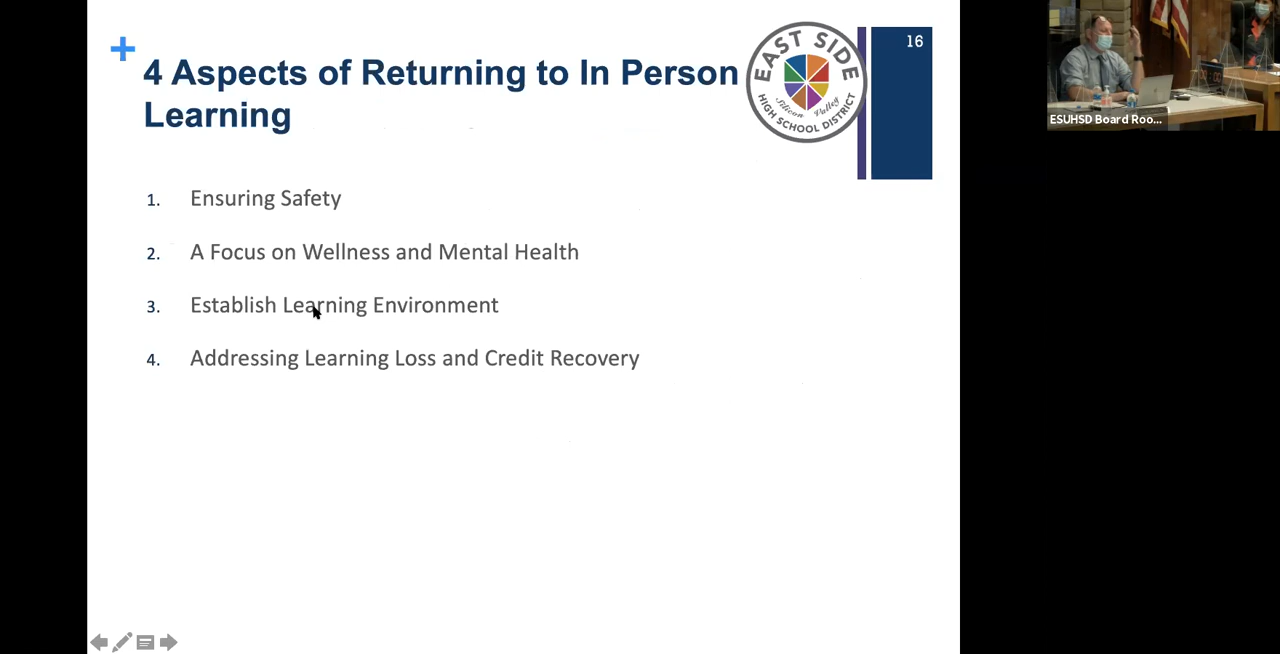 +
4 Aspects of Returning to In Person
Learning
EAST SIDE
Silicon Valley
HIGH SCHOOL DISTRICT
16
1. Ensuring Safety
2. A Focus on Wellness and Mental Health
3. Establish Learning Environment
4. Addressing Learning Loss and Credit Recovery
ESUHSD Board Roo...